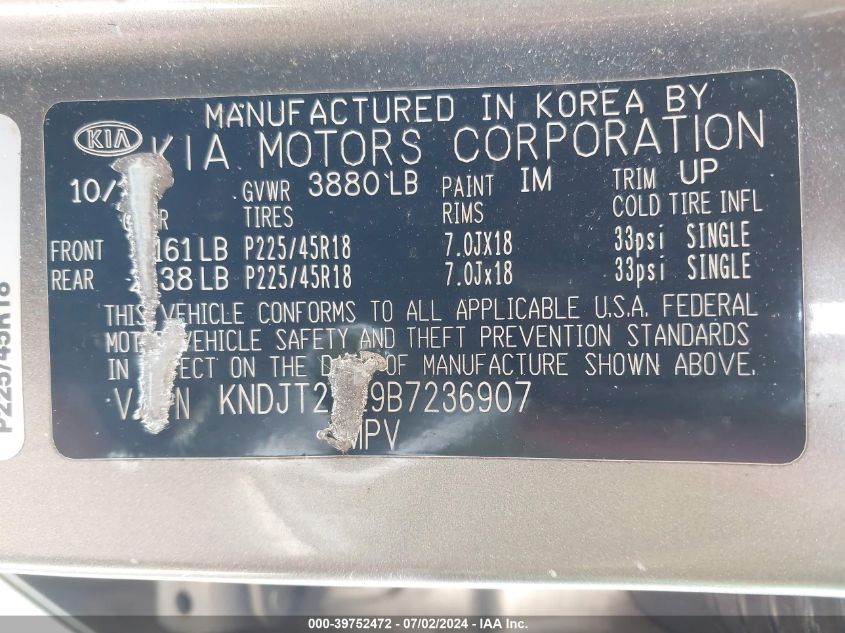 MANUFACTURED IN KOREA BY
KIA KIA MOTORS CORPORATION
10/ GVWR 3880 LB PAINT IM TRIM UP
TIRES RIMS COLD TIRE INFL
FRONT 161 LB P225/45R18 7.0JX18 33psi SINGLE
REAR 38 LB P225/45R18 7.0Jx18 33psi SINGLE
THIS VEHICLE CONFORMS TO ALL APPLICABLE U.S.A. FEDERAL
VEHICLE SAFETY AND THEFT PREVENTION STANDARDS
IN ON THE OF MANUFACTURE SHOWN ABOVE.
KNDJT2 9B7236907
MPV
P225/45R18
000-39752472 - 07/02/2024 - IAA Inc.